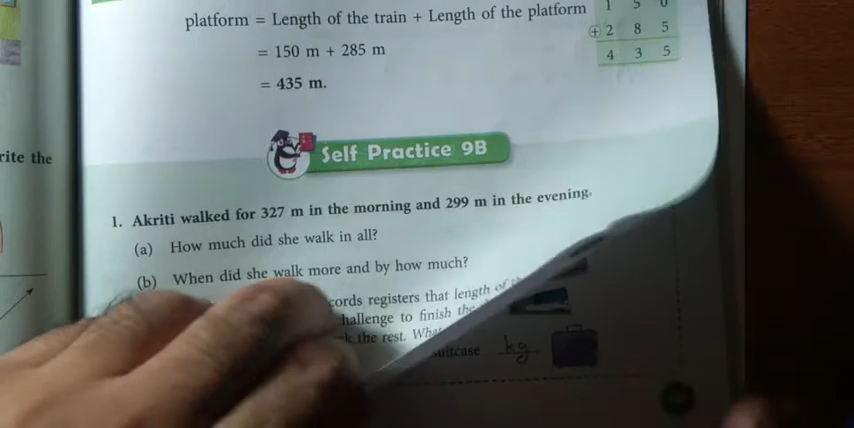 platform = Length of the train + Length of the platform
= 150 m + 285 m
= 435 m.
1 5 0
+ 2 8 5
4 3 5
rite the
Self Practice 9B
1. Akriti walked for 327 m in the morning and 299 m in the evening.
(a) How much did she walk in all?
(b) When did she walk more and by how much?
cords registers that length of
hallenge to finish the
the rest.
suitcase kg